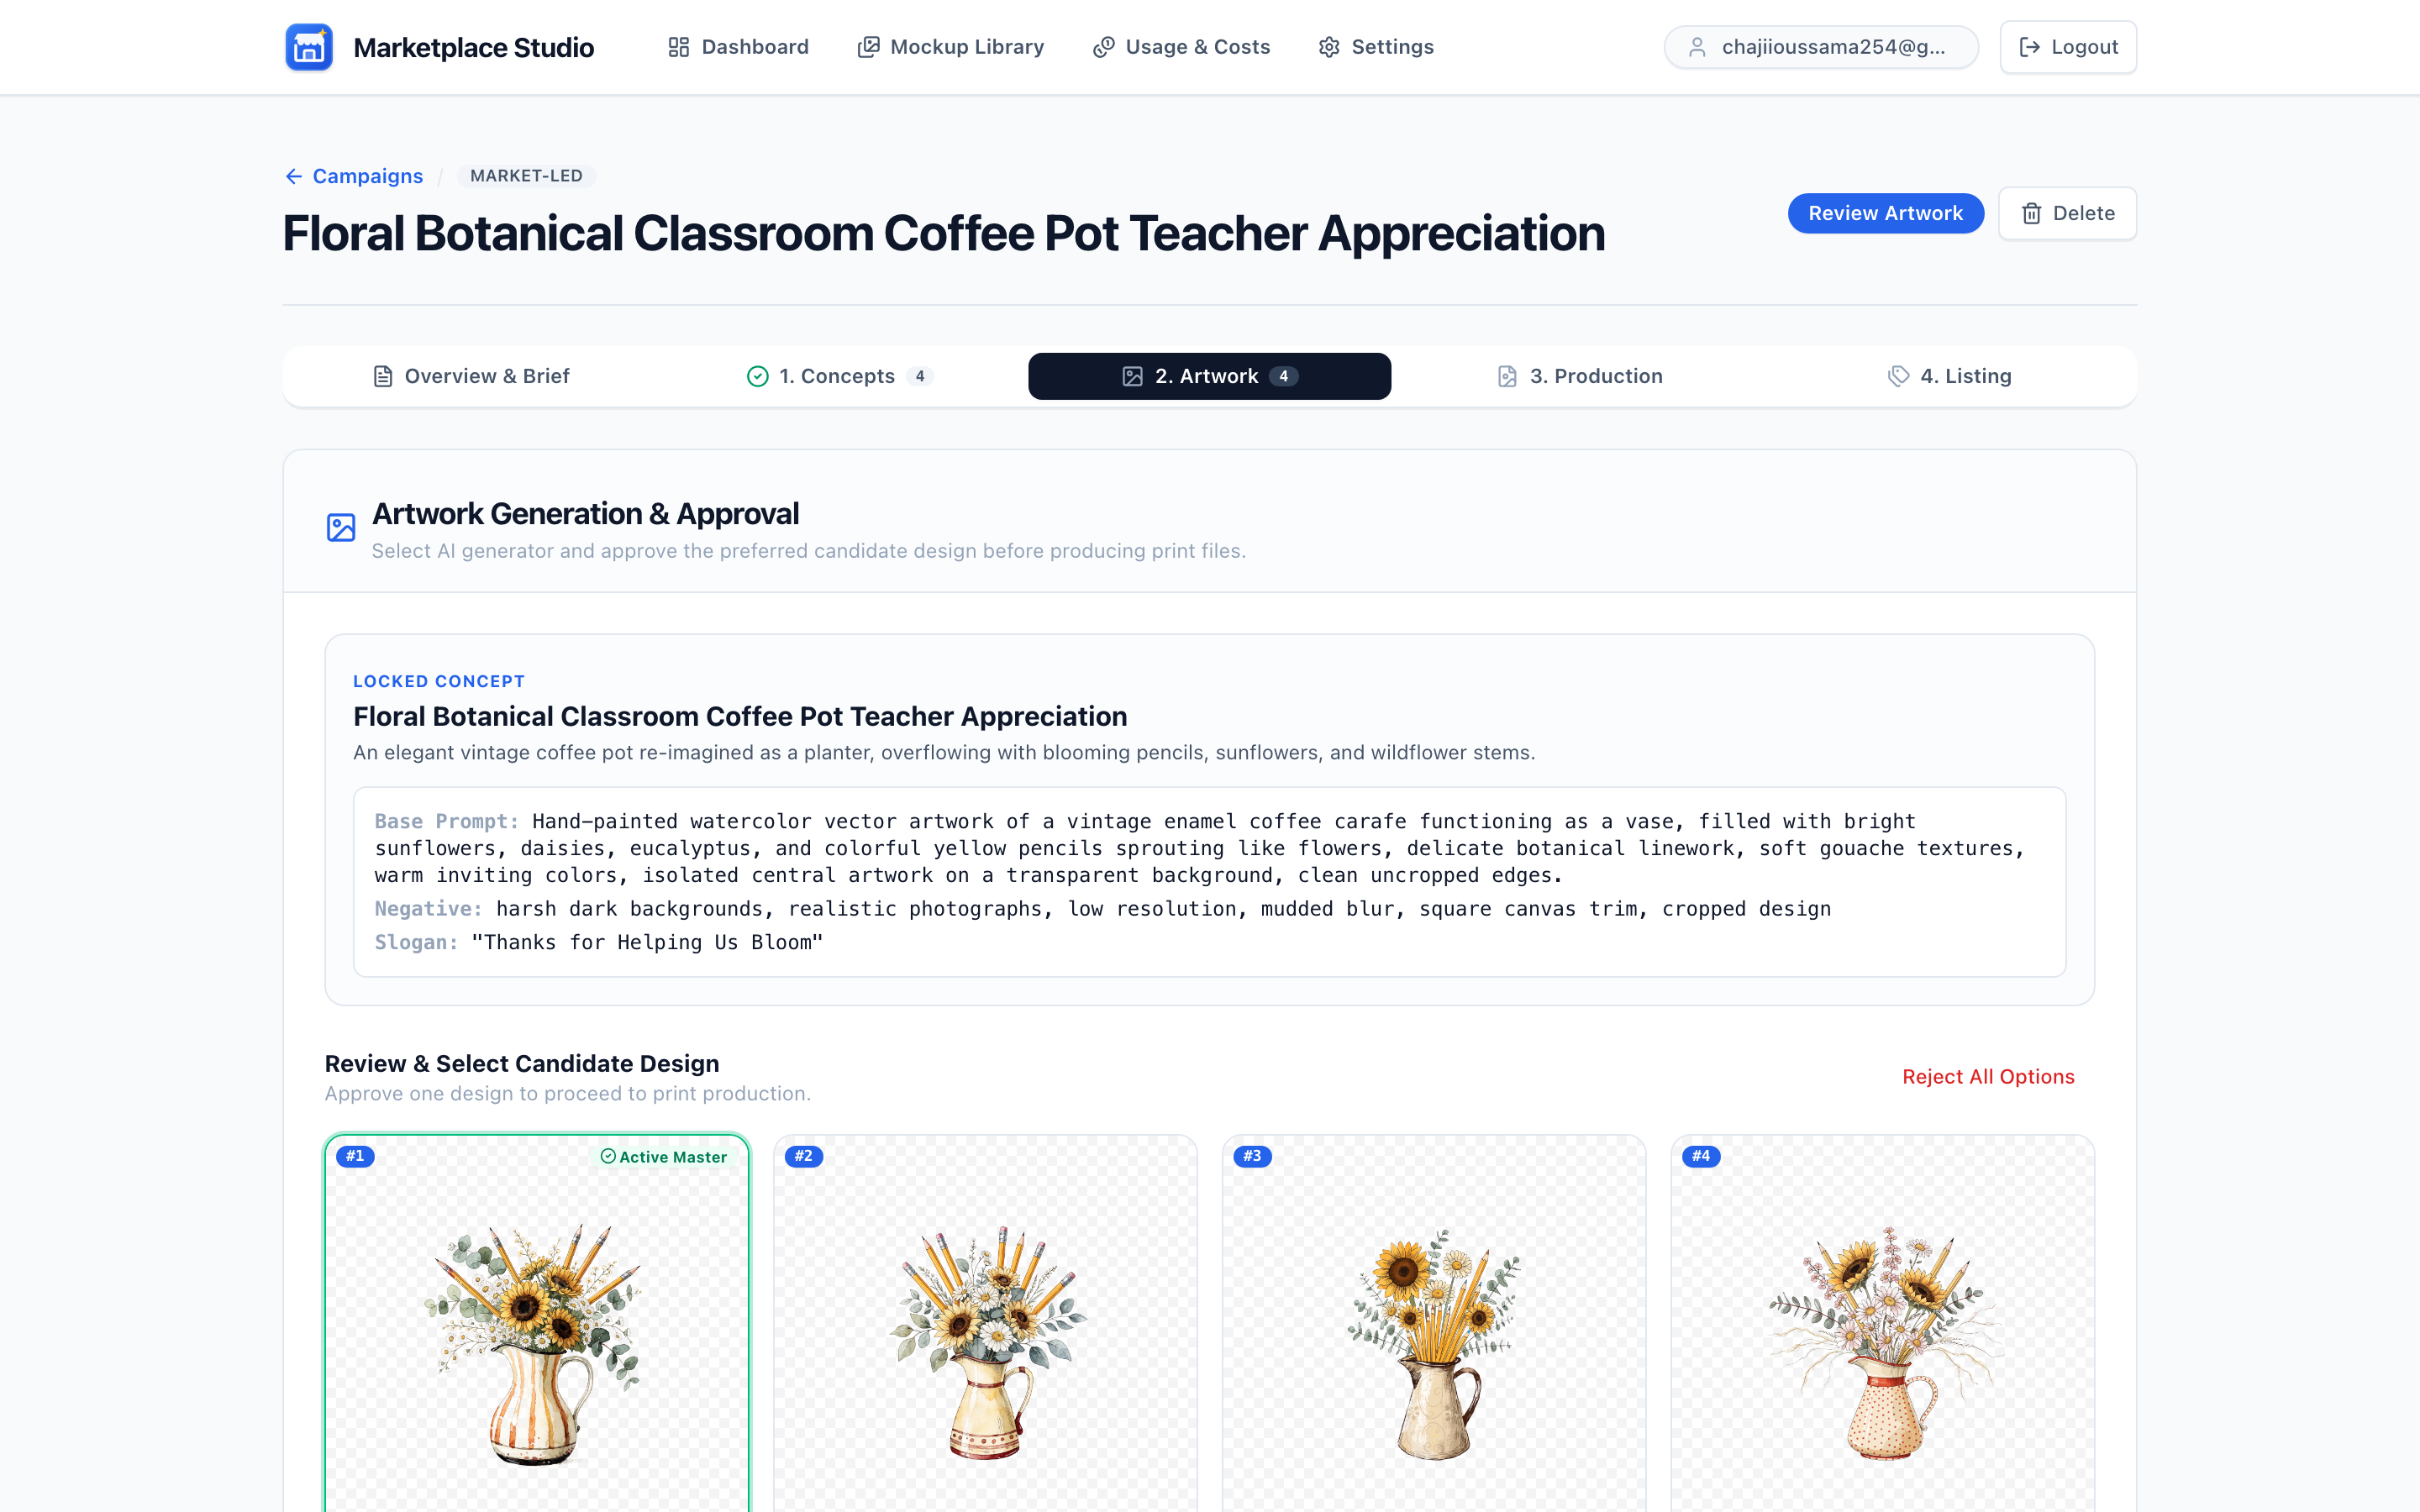 Marketplace Studio
Dashboard
Mockup Library
Usage & Costs
Settings
chajiioussama254@g...
Logout
Campaigns / MARKET-LED
Floral Botanical Classroom Coffee Pot Teacher Appreciation
Review Artwork
Delete
Overview & Brief
1. Concepts 4
2. Artwork 4
3. Production
4. Listing
Artwork Generation & Approval
Select AI generator and approve the preferred candidate design before producing print files.
LOCKED CONCEPT
Floral Botanical Classroom Coffee Pot Teacher Appreciation
An elegant vintage coffee pot re-imagined as a planter, overflowing with blooming pencils, sunflowers, and wildflower stems.
Base Prompt: Hand-painted watercolor vector artwork of a vintage enamel coffee carafe functioning as a vase, filled with bright
sunflowers, daisies, eucalyptus, and colorful yellow pencils sprouting like flowers, delicate botanical linework, soft gouache textures,
warm inviting colors, isolated central artwork on a transparent background, clean uncropped edges.
Negative: harsh dark backgrounds, realistic photographs, low resolution, mudded blur, square canvas trim, cropped design
Slogan: "Thanks for Helping Us Bloom"
Review & Select Candidate Design
Approve one design to proceed to print production.
Reject All Options
#1
Active Master
#2
#3
#4